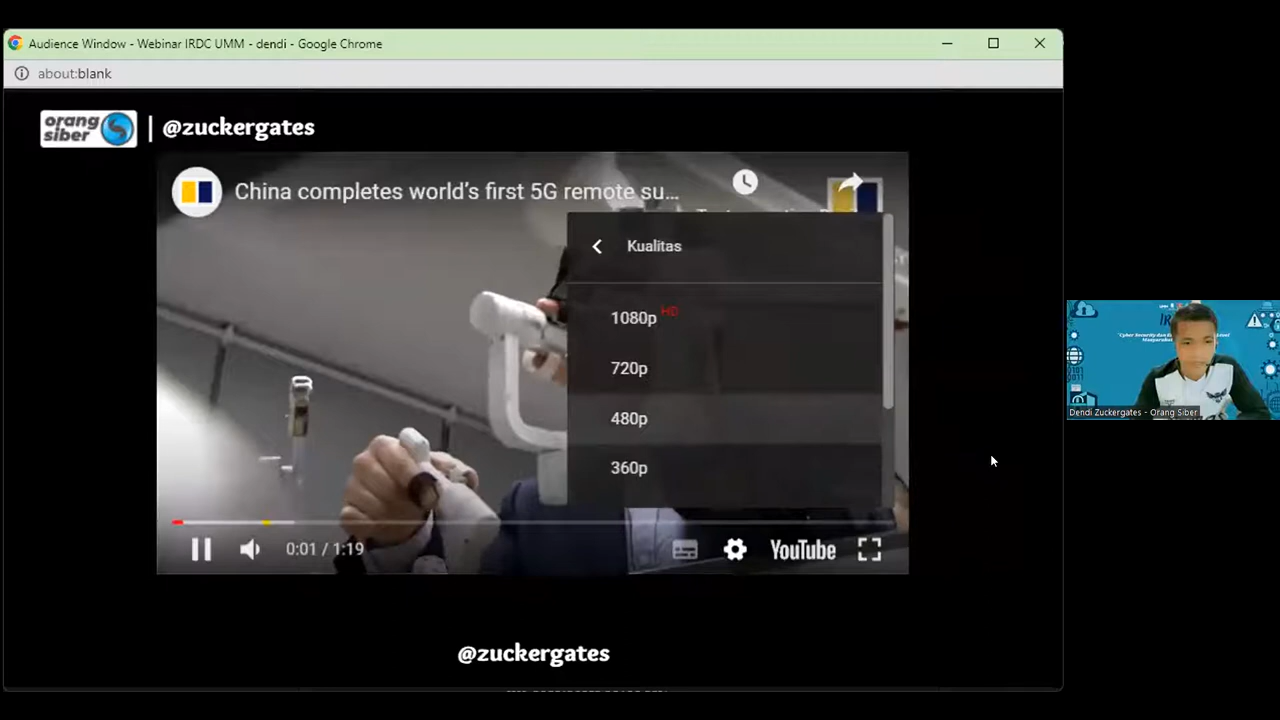 Audience Window - Webinar IRDC UMM - dendi - Google Chrome
about:blank
orang siber | @zuckergates
China completes world's first 5G remote su...
Kualitas
1080p HD
720p
480p
360p
0:01 / 1:19
YouTube
@zuckergates
Dendi Zuckergates - Orang Siber